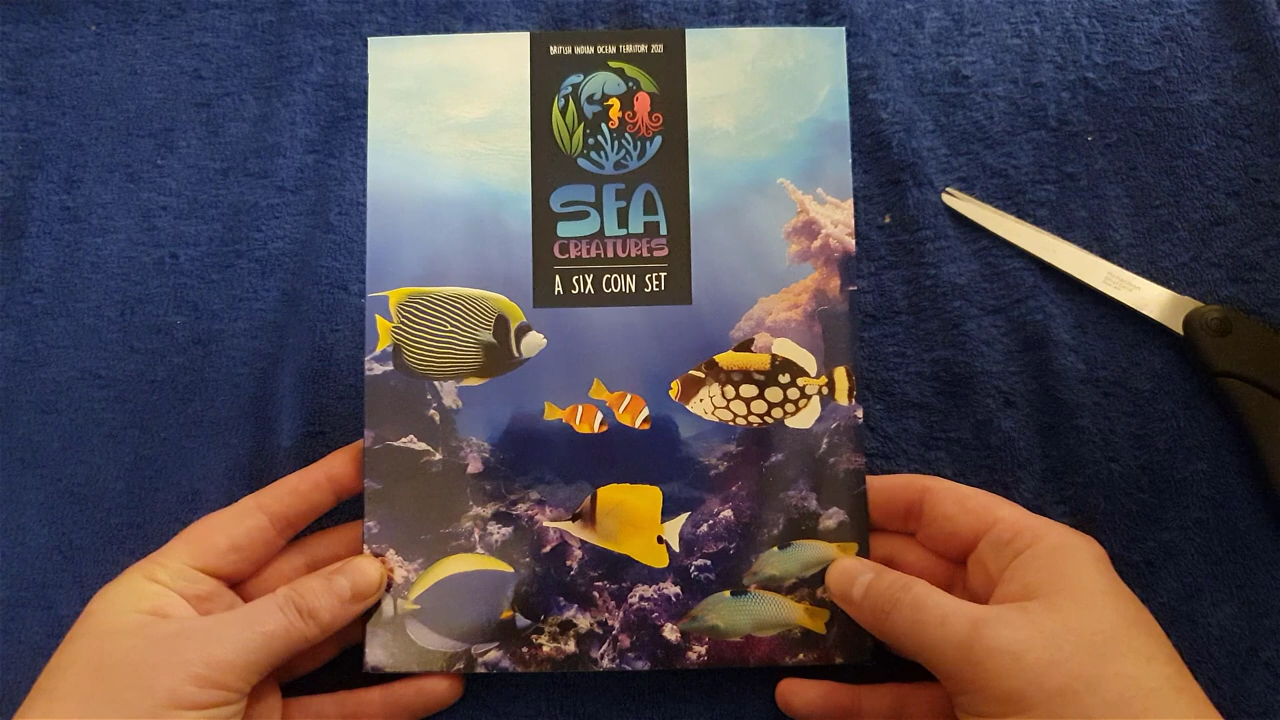 BRITISH INDIAN OCEAN TERRITORY 2021
SEA
CREATURES
A SIX COIN SET